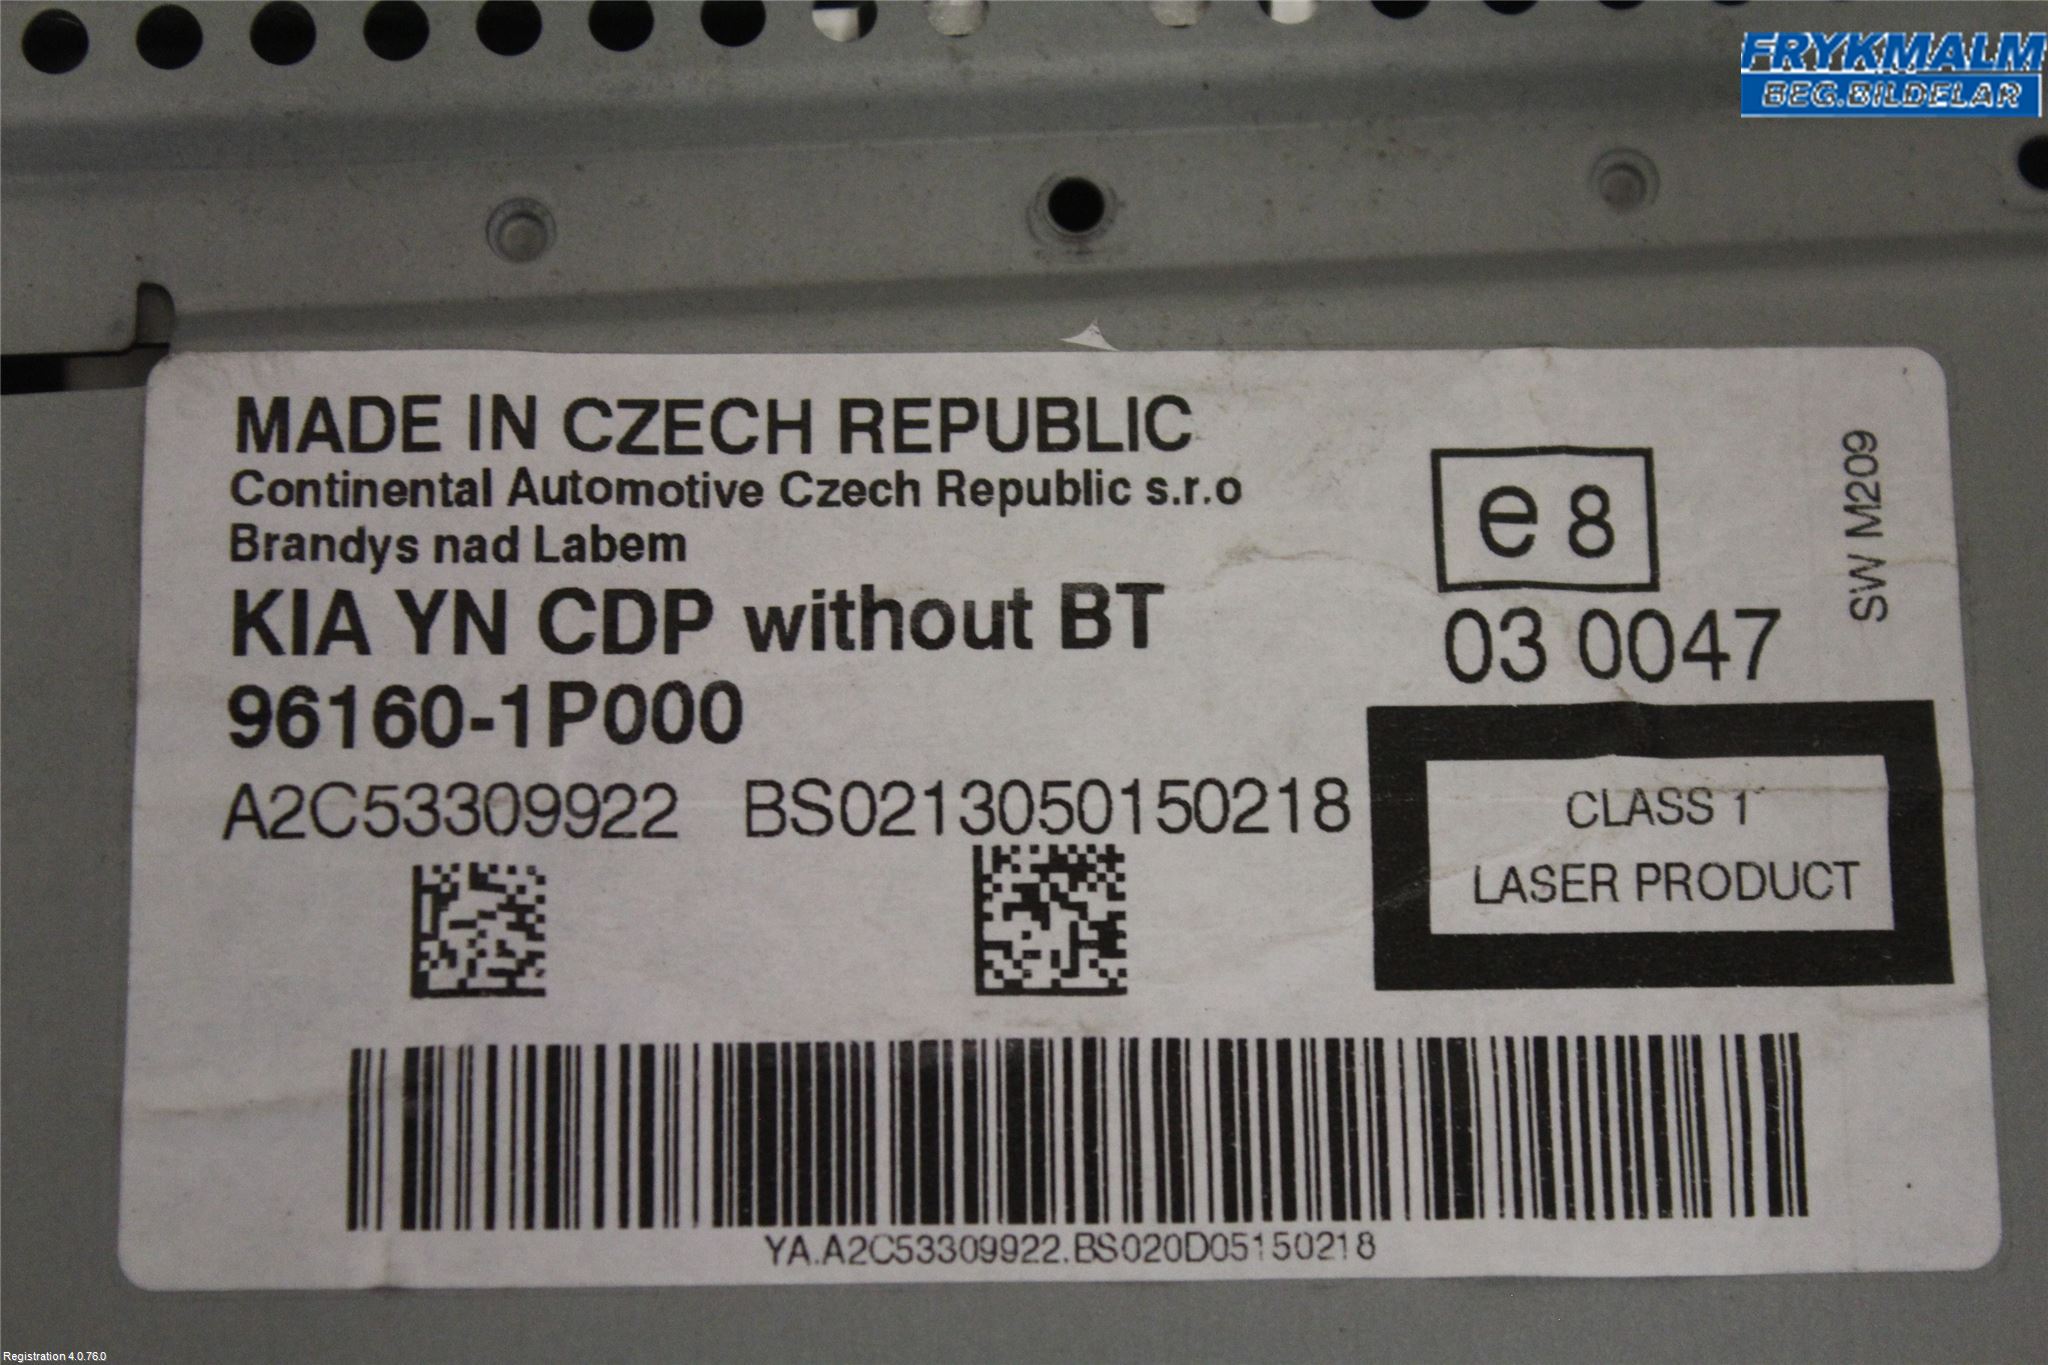 FRYKMALM
BEG.BILDELAR
MADE IN CZECH REPUBLIC
Continental Automotive Czech Republic s.r.o
Brandys nad Labem
KIA YN CDP without BT
96160-1P000
A2C53309922 BS0213050150218
e8
03 0047
SW M209
CLASS 1
LASER PRODUCT
YA.A2C53309922.BS020D05150218
Registration 4.0.76.0